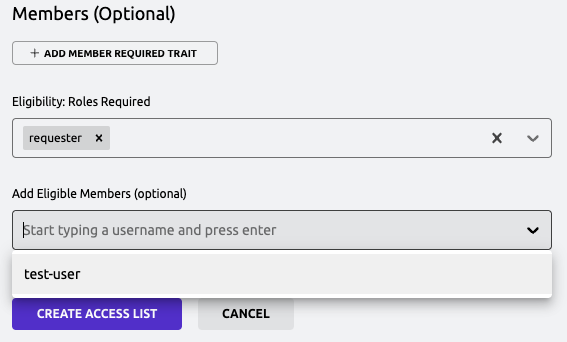 Members (Optional)
+ ADD MEMBER REQUIRED TRAIT
Eligibility: Roles Required
requester
Add Eligible Members (optional)
Start typing a username and press enter
test-user
CREATE ACCESS LIST CANCEL